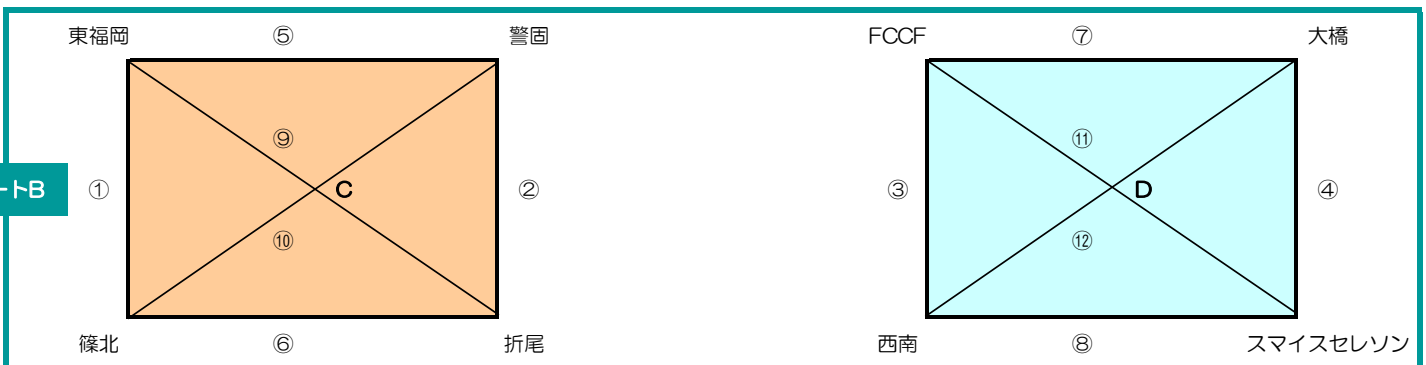 東福岡 ⑤ 警固 FCCF ⑦ 大橋
⑨ ⑪
ートB ① C ② ③ D ④
⑩ ⑫
篠北 ⑥ 折尾 西南 ⑧ スマイスセレソン